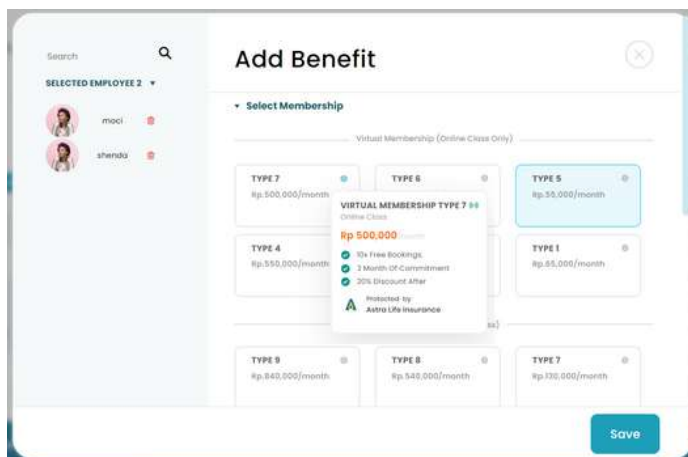 Search
SELECTED EMPLOYEE 2
moci
shenda
Add Benefit
Select Membership
Virtual Membership (Online Class Only)
TYPE 7
Rp.500,000/month
TYPE 6
TYPE 5
Rp.55,000/month
VIRTUAL MEMBERSHIP TYPE 7
Online Class
Rp 500,000/month
10x Free Bookings
2 Month Of Commitment
20% Discount After
Protected by
Astra Life Insurance
TYPE 4
Rp.550,000/month
TYPE 1
Rp.65,000/month
TYPE 9
Rp.840,000/month
TYPE 8
Rp.540,000/month
TYPE 7
Rp.130,000/month
Save